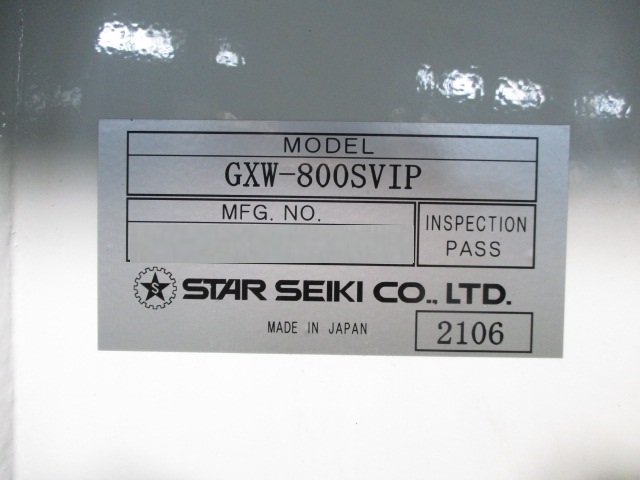 MODEL
GXW-800SVIP
MFG. NO.
INSPECTION
PASS
S
STAR SEIKI CO., LTD.
MADE IN JAPAN
2106